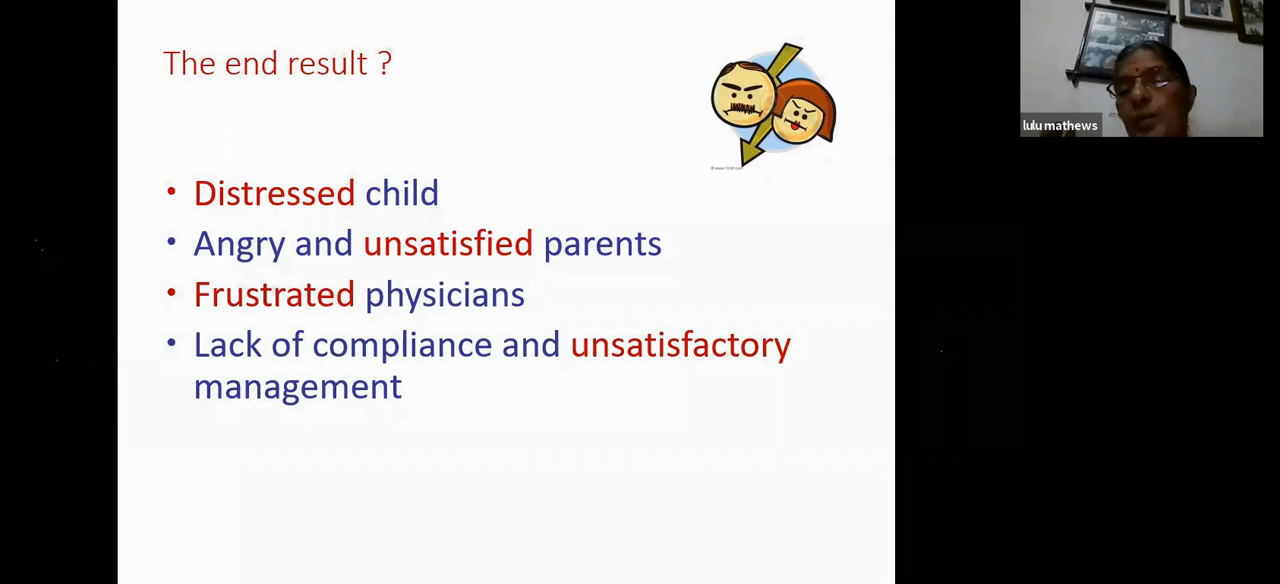 The end result ?
lulu mathews
• Distressed child
• Angry and unsatisfied parents
• Frustrated physicians
• Lack of compliance and unsatisfactory
management